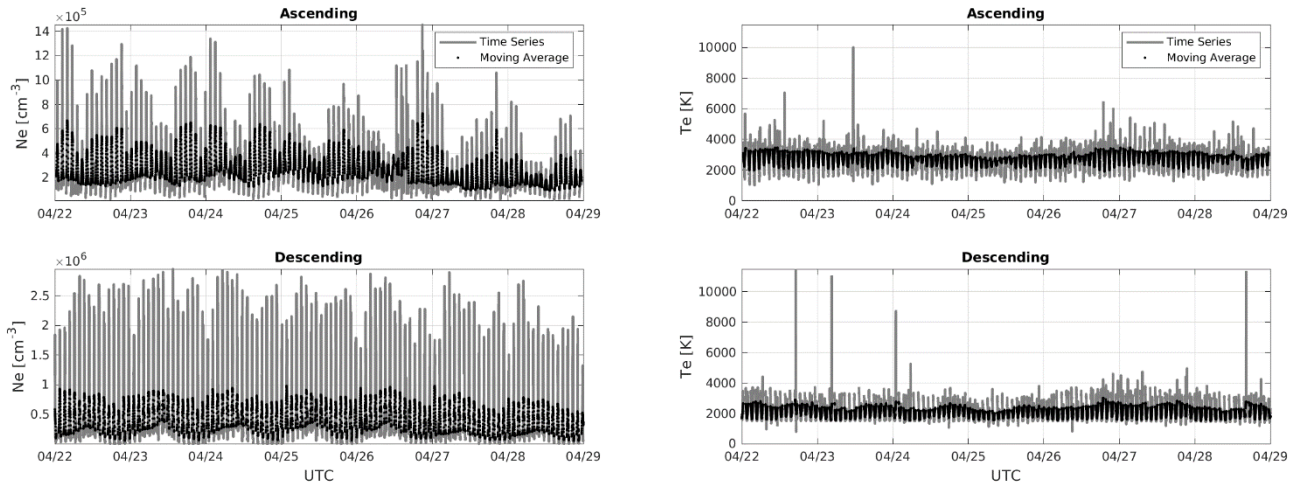 Ascending
×10⁵
14
12
10
8
6
4
2
Ne [cm⁻³]
Time Series
Moving Average
04/22 04/23 04/24 04/25 04/26 04/27 04/28 04/29
Ascending
10000
8000
6000
4000
2000
0
Te [K]
Time Series
Moving Average
04/22 04/23 04/24 04/25 04/26 04/27 04/28 04/29
Descending
×10⁶
2.5
2
1.5
1
0.5
Ne [cm⁻³]
04/22 04/23 04/24 04/25 04/26 04/27 04/28 04/29
UTC
Descending
10000
8000
6000
4000
2000
0
Te [K]
04/22 04/23 04/24 04/25 04/26 04/27 04/28 04/29
UTC